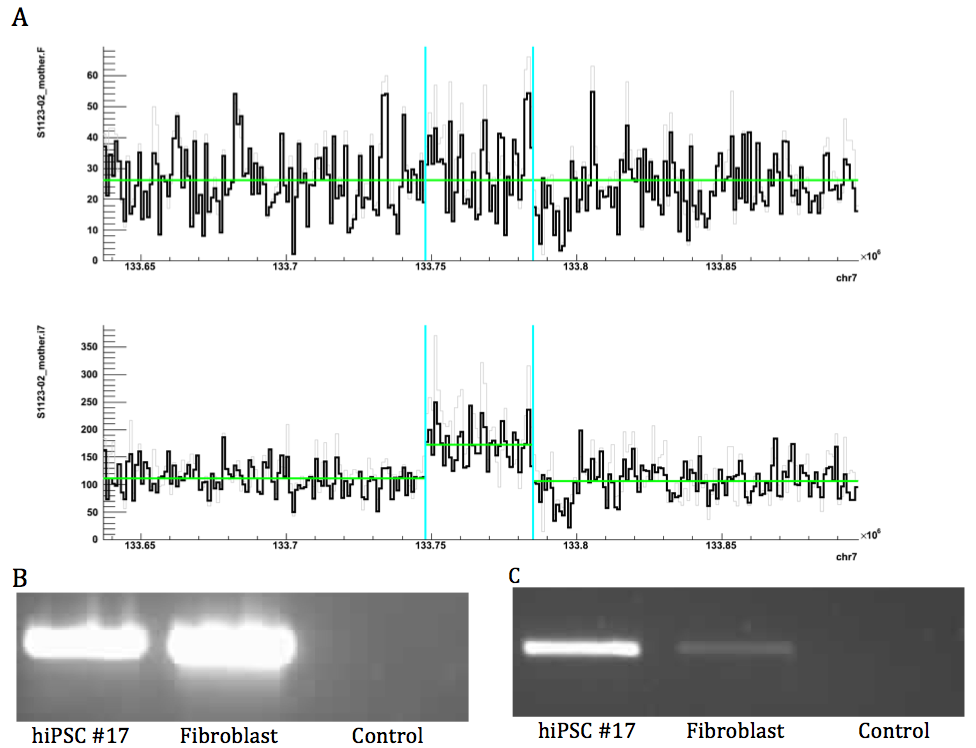 A
S1123-02_mother.F
60
50
40
30
20
10
0
133.65 133.7 133.75 133.8 133.85 ×10⁶
chr7
S1123-02_mother.i7
350
300
250
200
150
100
50
0
133.65 133.7 133.75 133.8 133.85 ×10⁶
chr7
B
hiPSC #17 Fibroblast Control
C
hiPSC #17 Fibroblast Control